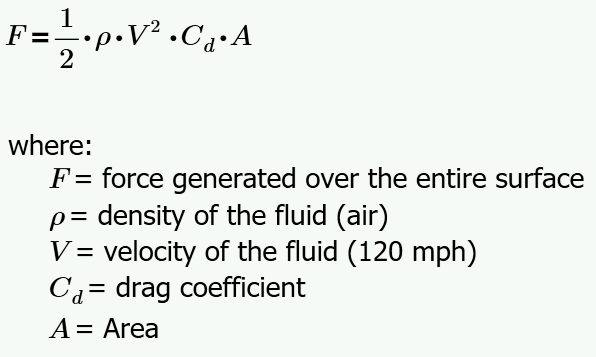 F = 1/2 · ρ · V² · C_d · A
where:
F = force generated over the entire surface
ρ = density of the fluid (air)
V = velocity of the fluid (120 mph)
C_d = drag coefficient
A = Area